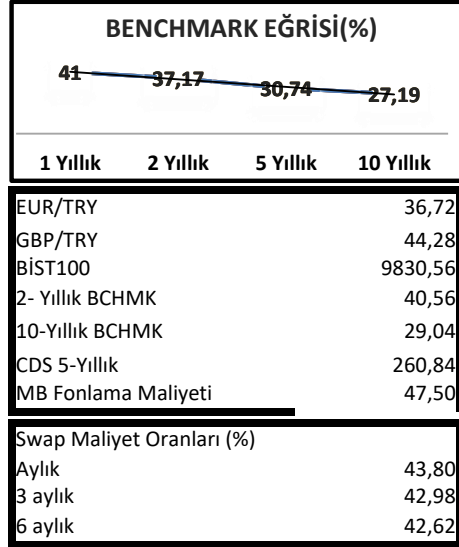 BENCHMARK EĞRİSİ(%)
41 37,17 30,74 27,19
1 Yıllık 2 Yıllık 5 Yıllık 10 Yıllık
EUR/TRY 36,72
GBP/TRY 44,28
BİST100 9830,56
2- Yıllık BCHMK 40,56
10-Yıllık BCHMK 29,04
CDS 5-Yıllık 260,84
MB Fonlama Maliyeti 47,50
Swap Maliyet Oranları (%)
Aylık 43,80
3 aylık 42,98
6 aylık 42,62